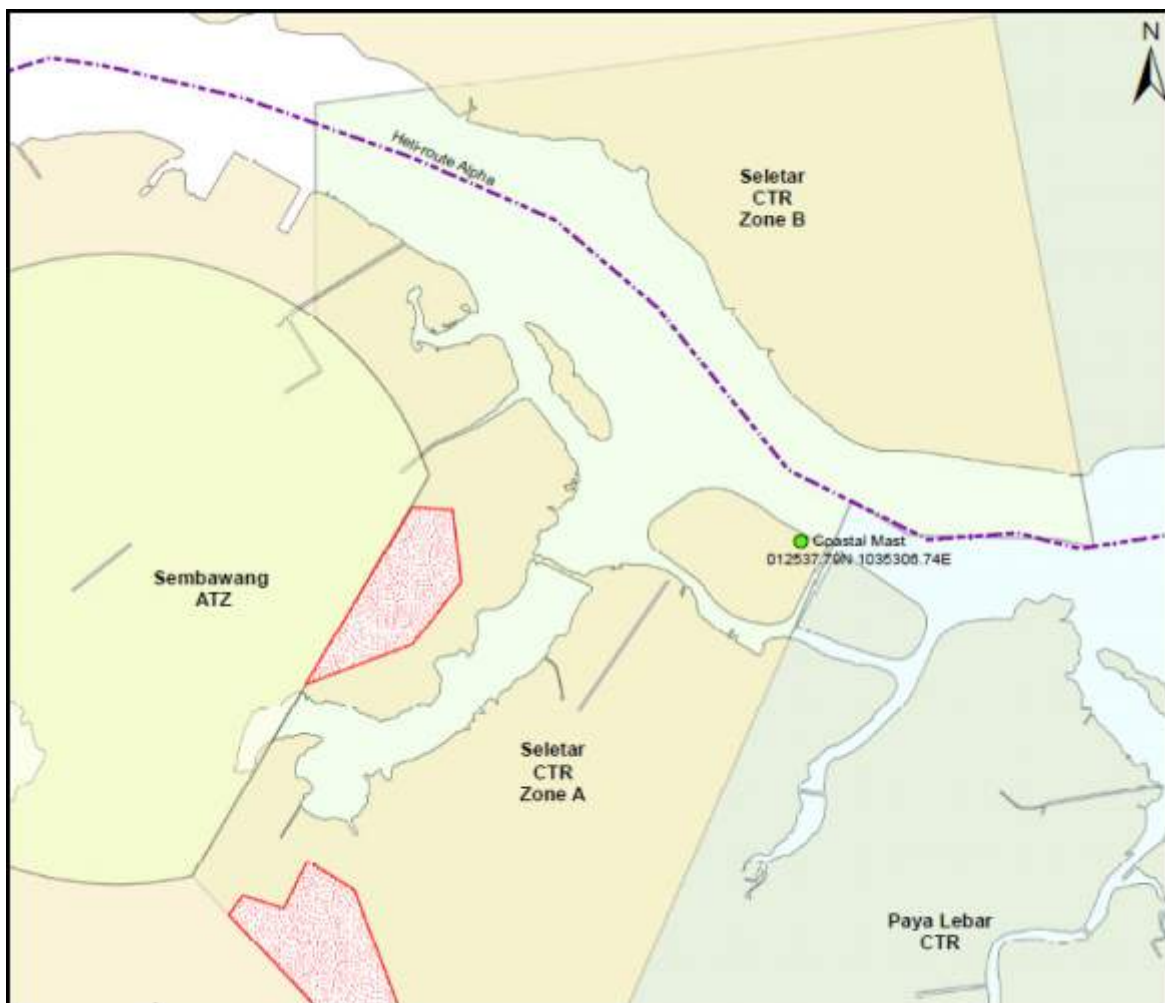 N
Heli-route Alpha
Seletar
CTR
Zone B
Coastal Mast
012537.79N 1035306.74E
Sembawang
ATZ
Seletar
CTR
Zone A
Paya Lebar
CTR